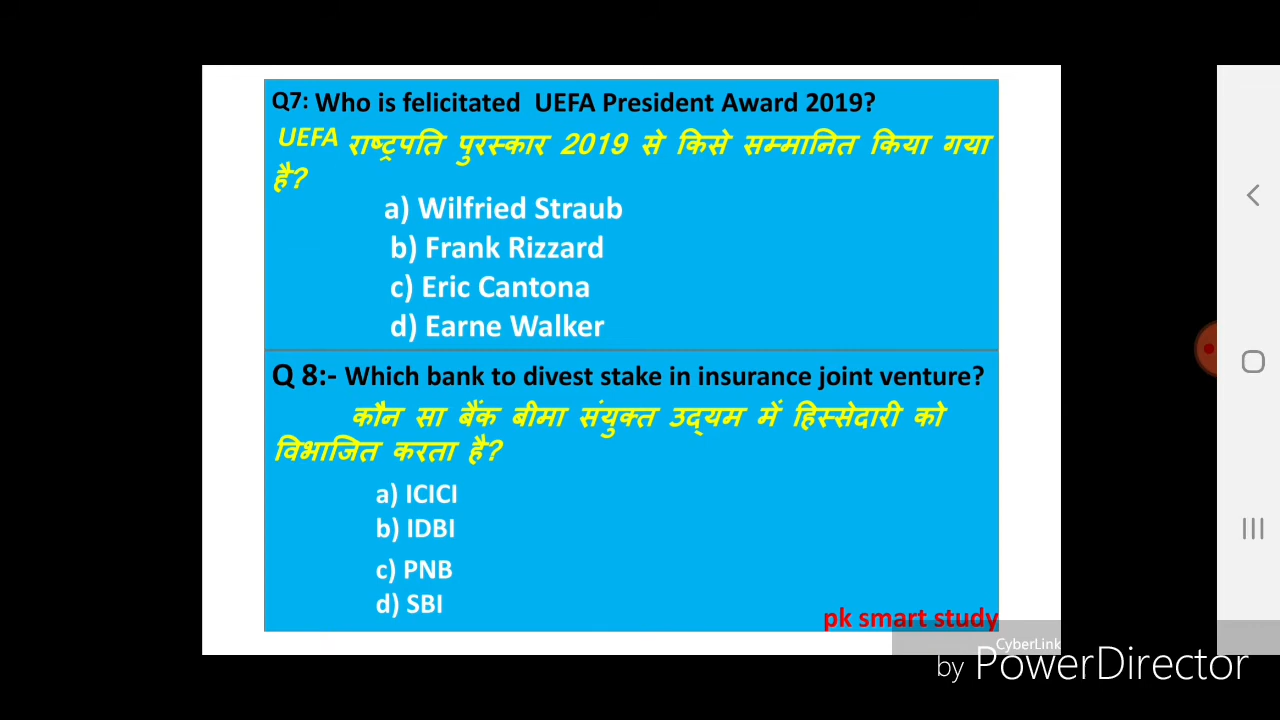 Q7: Who is felicitated UEFA President Award 2019?
UEFA राष्ट्रपति पुरस्कार 2019 से किसे सम्मानित किया गया
है?
a) Wilfried Straub
b) Frank Rizzard
c) Eric Cantona
d) Earne Walker
Q 8:- Which bank to divest stake in insurance joint venture?
कौन सा बैंक बीमा संयुक्त उद्यम में हिस्सेदारी को
विभाजित करता है?
a) ICICI
b) IDBI
c) PNB
d) SBI
pk smart study
CyberLink
by PowerDirector